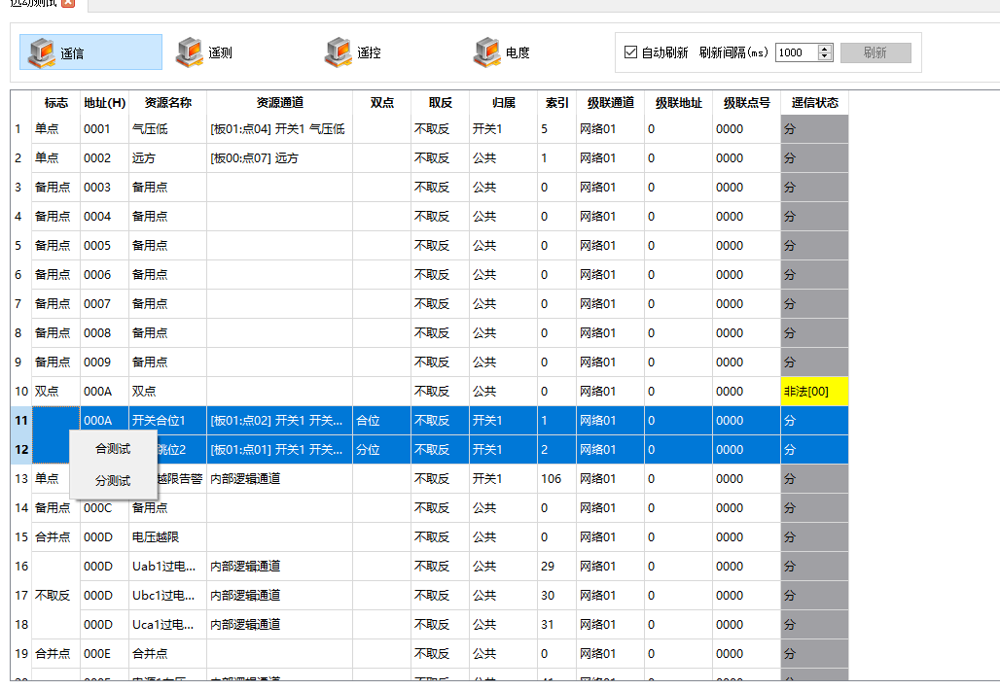 远动测试
遥信 遥测 遥控 电度 自动刷新 刷新间隔(ms) 1000 刷新
标志 地址(H) 资源名称 资源通道 双点 取反 归属 索引 级联通道 级联地址 级联点号 遥信状态
1 单点 0001 气压低 [板01:点04] 开关1 气压低 不取反 开关1 5 网络01 0 0000 分
2 单点 0002 远方 [板00:点07] 远方 不取反 公共 1 网络01 0 0000 分
3 备用点 0003 备用点 不取反 公共 0 网络01 0 0000 分
4 备用点 0004 备用点 不取反 公共 0 网络01 0 0000 分
5 备用点 0005 备用点 不取反 公共 0 网络01 0 0000 分
6 备用点 0006 备用点 不取反 公共 0 网络01 0 0000 分
7 备用点 0007 备用点 不取反 公共 0 网络01 0 0000 分
8 备用点 0008 备用点 不取反 公共 0 网络01 0 0000 分
9 备用点 0009 备用点 不取反 公共 0 网络01 0 0000 分
10 双点 000A 双点 不取反 公共 0 网络01 0 0000 非法[00]
11 000A 开关合位1 [板01:点02] 开关1 开关... 合位 不取反 开关1 1 网络01 0 0000 分
12 跳位2 [板01:点01] 开关1 开关... 分位 不取反 开关1 2 网络01 0 0000 分
合测试
分测试
13 单点 越限告警 内部逻辑通道 不取反 开关1 106 网络01 0 0000 分
14 备用点 000C 备用点 不取反 公共 0 网络01 0 0000 分
15 合并点 000D 电压越限 不取反 公共 0 网络01 0 0000 分
16 000D Uab1过电... 内部逻辑通道 不取反 公共 29 网络01 0 0000 分
17 不取反 000D Ubc1过电... 内部逻辑通道 不取反 公共 30 网络01 0 0000 分
18 000D Uca1过电... 内部逻辑通道 不取反 公共 31 网络01 0 0000 分
19 合并点 000E 合并点 不取反 公共 0 网络01 0 0000 分